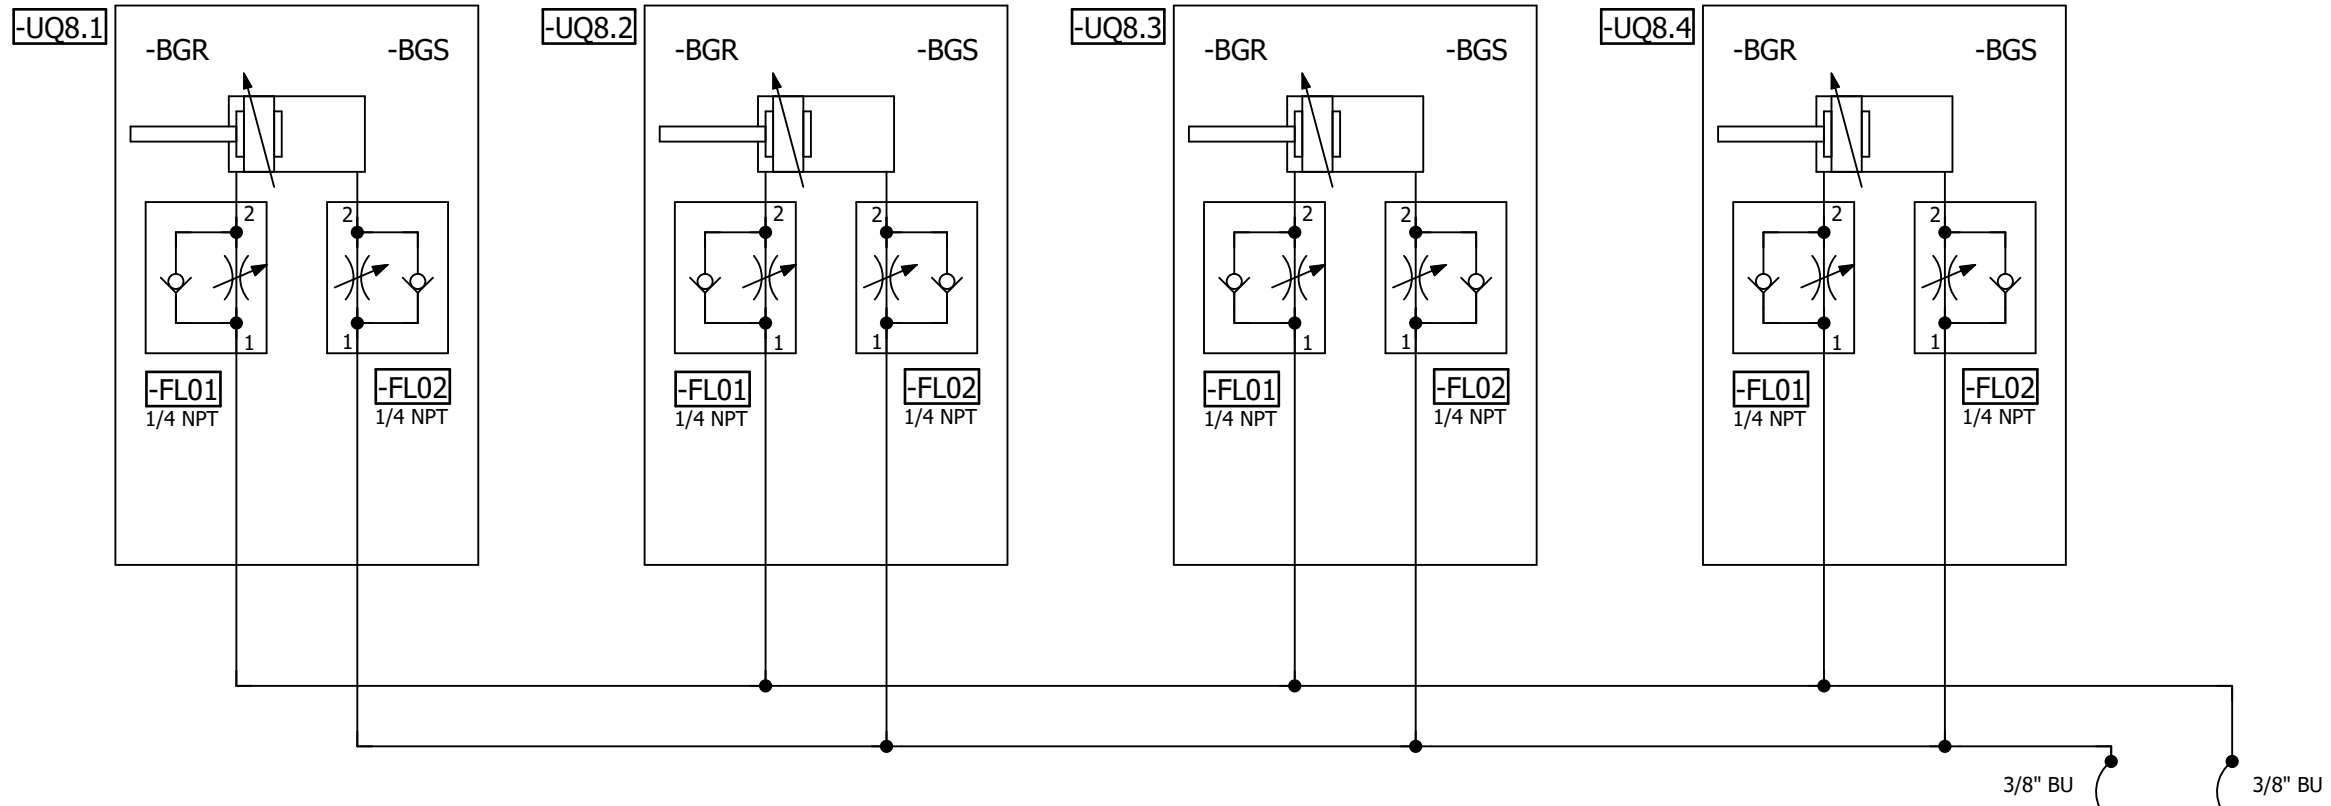 -UQ8.1
-BGR -BGS
2 2
1 1
-FL01 -FL02
1/4 NPT 1/4 NPT
-UQ8.2
-BGR -BGS
2 2
1 1
-FL01 -FL02
1/4 NPT 1/4 NPT
-UQ8.3
-BGR -BGS
2 2
1 1
-FL01 -FL02
1/4 NPT 1/4 NPT
-UQ8.4
-BGR -BGS
2 2
1 1
-FL01 -FL02
1/4 NPT 1/4 NPT
3/8" BU 3/8" BU